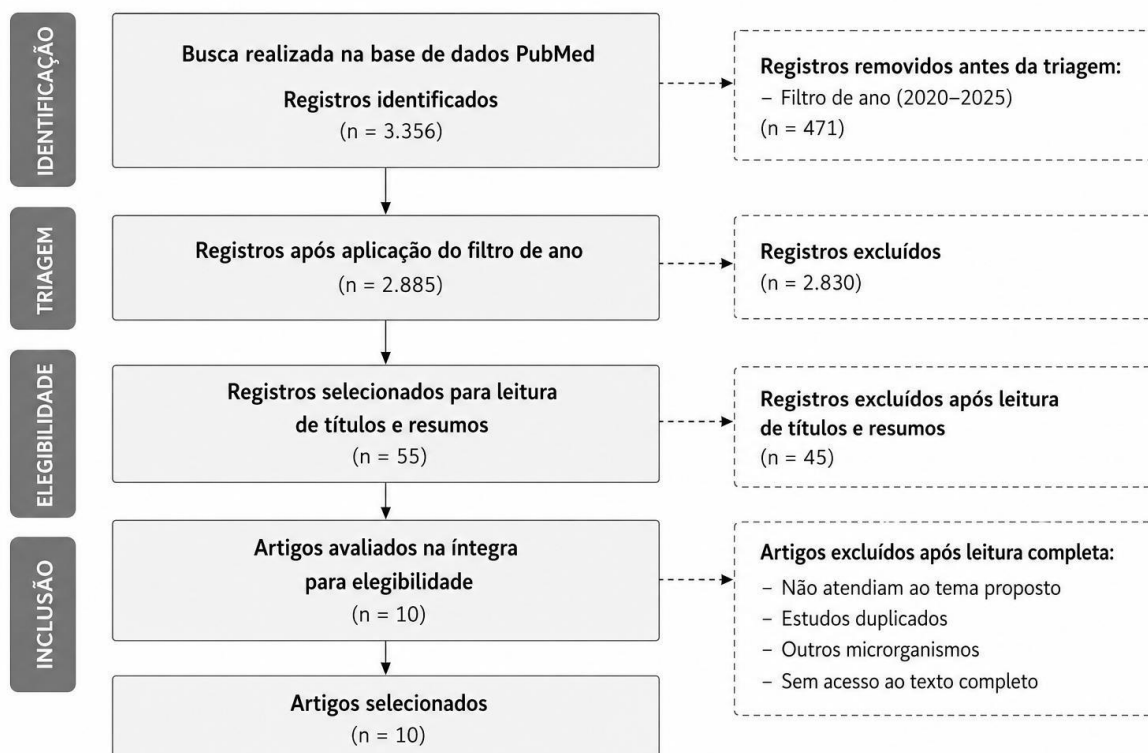 IDENTIFICAÇÃO
Busca realizada na base de dados PubMed
Registros identificados
(n = 3.356)
Registros removidos antes da triagem:
– Filtro de ano (2020–2025)
(n = 471)
TRIAGEM
Registros após aplicação do filtro de ano
(n = 2.885)
Registros excluídos
(n = 2.830)
ELEGIBILIDADE
Registros selecionados para leitura
de títulos e resumos
(n = 55)
Registros excluídos após leitura
de títulos e resumos
(n = 45)
INCLUSÃO
Artigos avaliados na íntegra
para elegibilidade
(n = 10)
Artigos excluídos após leitura completa:
– Não atendiam ao tema proposto
– Estudos duplicados
– Outros microrganismos
– Sem acesso ao texto completo
Artigos selecionados
(n = 10)